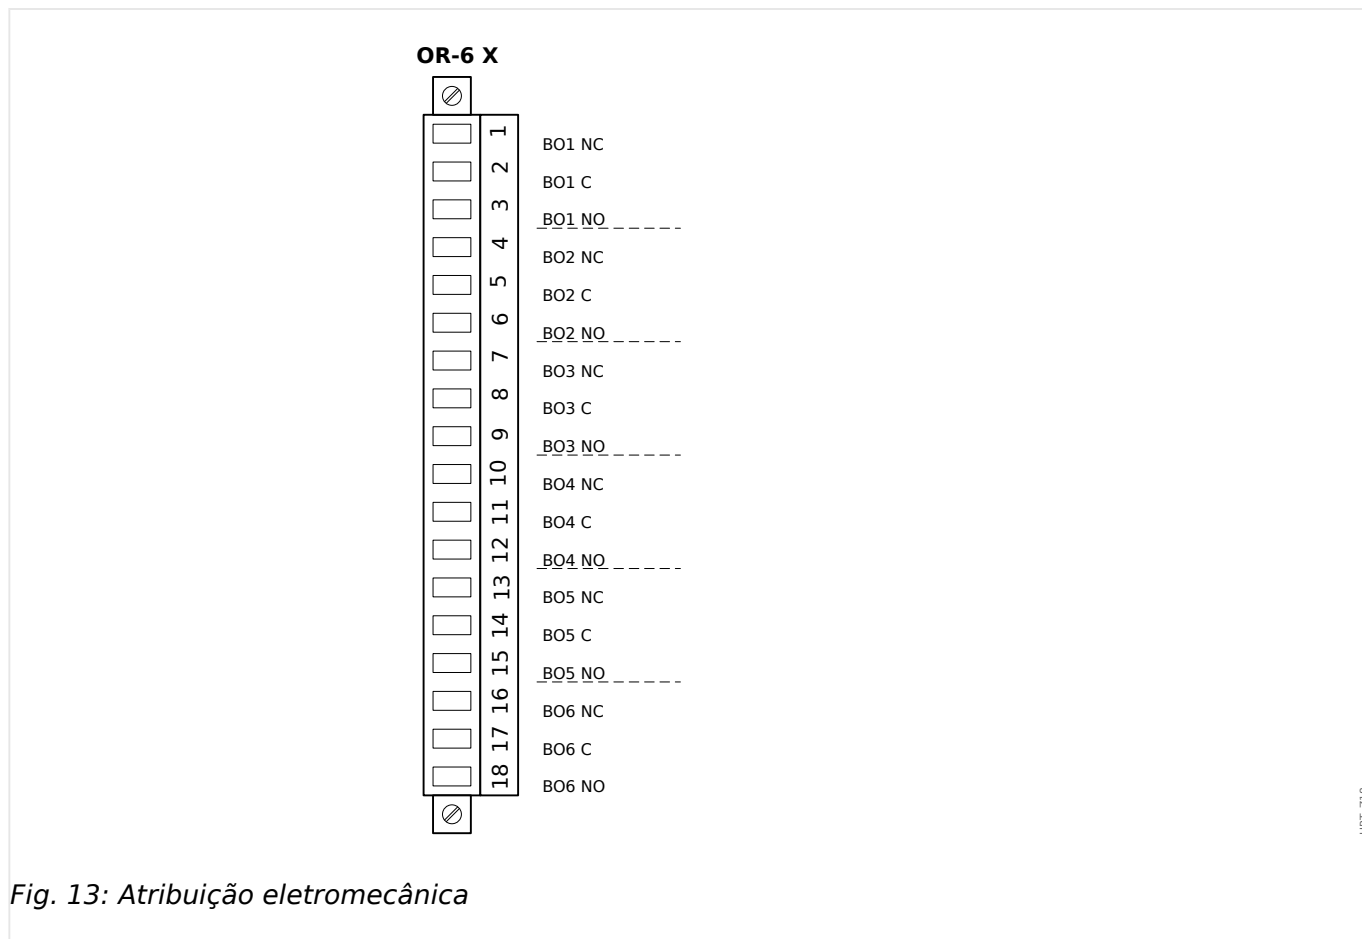 OR-6 X
1 BO1 NC
2 BO1 C
3 BO1 NO
4 BO2 NC
5 BO2 C
6 BO2 NO
7 BO3 NC
8 BO3 C
9 BO3 NO
10 BO4 NC
11 BO4 C
12 BO4 NO
13 BO5 NC
14 BO5 C
15 BO5 NO
16 BO6 NC
17 BO6 C
18 BO6 NO
Fig. 13: Atribuição eletromecânica